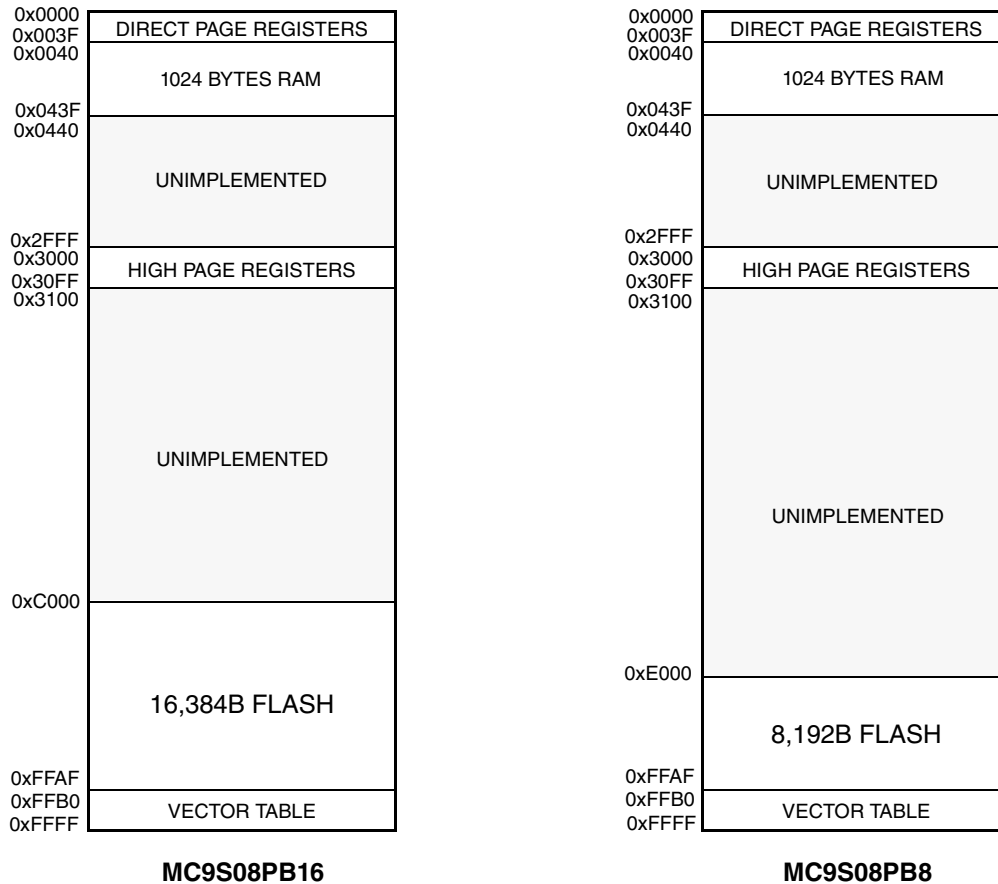 0x0000
DIRECT PAGE REGISTERS
0x003F
0x0040
1024 BYTES RAM
0x043F
0x0440
UNIMPLEMENTED
0x2FFF
0x3000
HIGH PAGE REGISTERS
0x30FF
0x3100
UNIMPLEMENTED
0xC000
16,384B FLASH
0xFFAF
0xFFB0
VECTOR TABLE
0xFFFF
MC9S08PB16
0x0000
DIRECT PAGE REGISTERS
0x003F
0x0040
1024 BYTES RAM
0x043F
0x0440
UNIMPLEMENTED
0x2FFF
0x3000
HIGH PAGE REGISTERS
0x30FF
0x3100
UNIMPLEMENTED
0xE000
8,192B FLASH
0xFFAF
0xFFB0
VECTOR TABLE
0xFFFF
MC9S08PB8